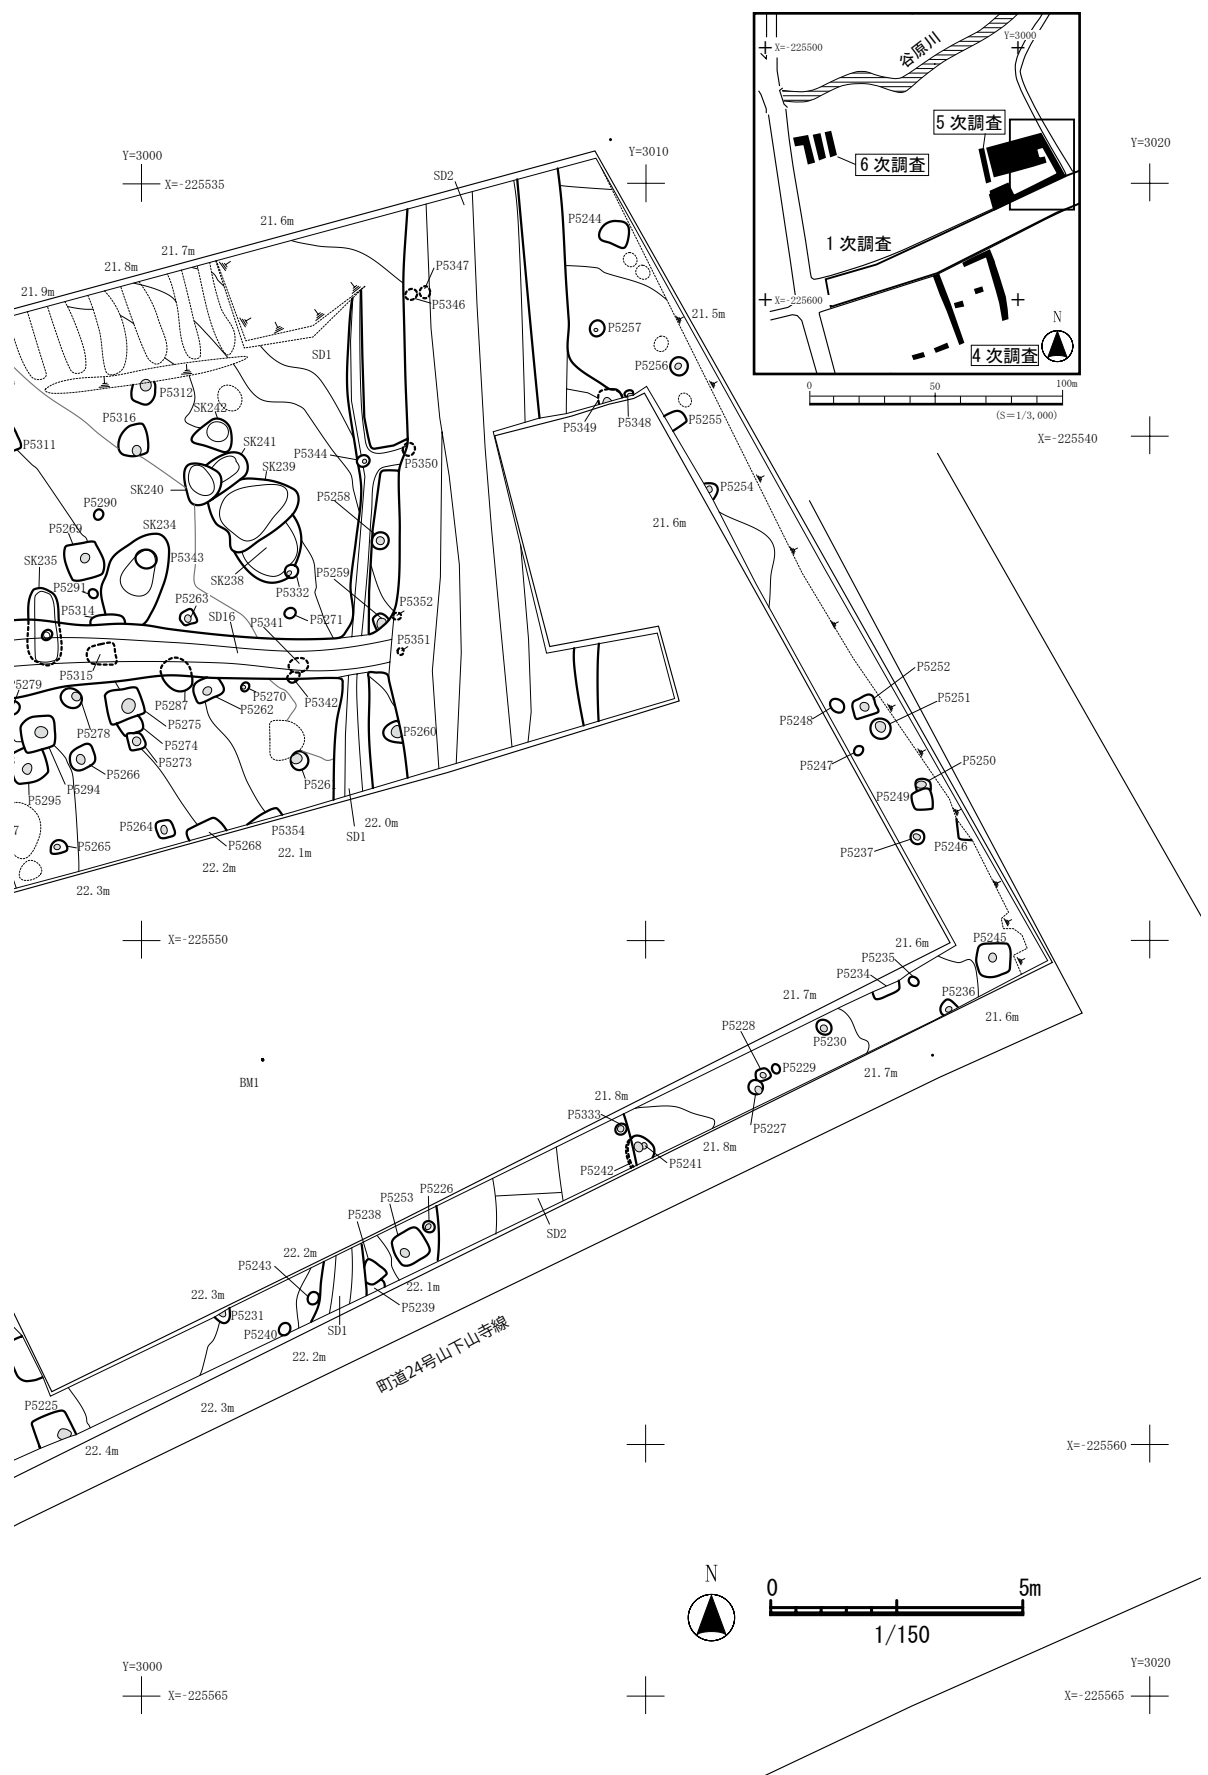 X=-225500
Y=3000
谷原川
5次調査
6次調査
1次調査
X=-225600
N
4次調査
0
50
100m
(S=1/3,000)
Y=3000
Y=3010
Y=3020
X=-225535
SD2
21.6m
21.7m
21.8m
21.9m
P5244
P5347
P5346
21.5m
P5257
SD1
P5256
P5312
SK242
P5316
P5349
P5348
P5255
X=-225540
P5311
SK241
P5344
SK239
P5350
SK240
P5258
P5254
P5290
21.6m
P5269
SK234
SK235
P5343
SK238
P5259
P5291
P5332
P5263
P5352
P5314
SD16
P5341
P5271
P5351
P5315
5279
P5287
P5270
P5342
P5252
P5262
P5251
P5278
P5275
P5248
P5274
P5260
P5273
P5266
P5247
P5250
P5294
P5261
P5249
P5295
22.0m
7
P5264
P5354
SD1
P5246
P5265
P5268
22.1m
P5237
22.2m
22.3m
X=-225550
P5245
21.6m
P5235
P5234
P5236
21.7m
21.6m
P5228
P5230
BM1
P5229
21.7m
21.8m
P5333
P5227
21.8m
P5242
P5241
P5253
P5226
P5238
SD2
22.2m
P5243
22.1m
22.3m
P5239
P5231
P5240
SD1
22.2m
町道24号山下山寺線
P5225
22.3m
22.4m
X=-225560
N
0
5m
1/150
Y=3000
Y=3020
X=-225565
X=-225565